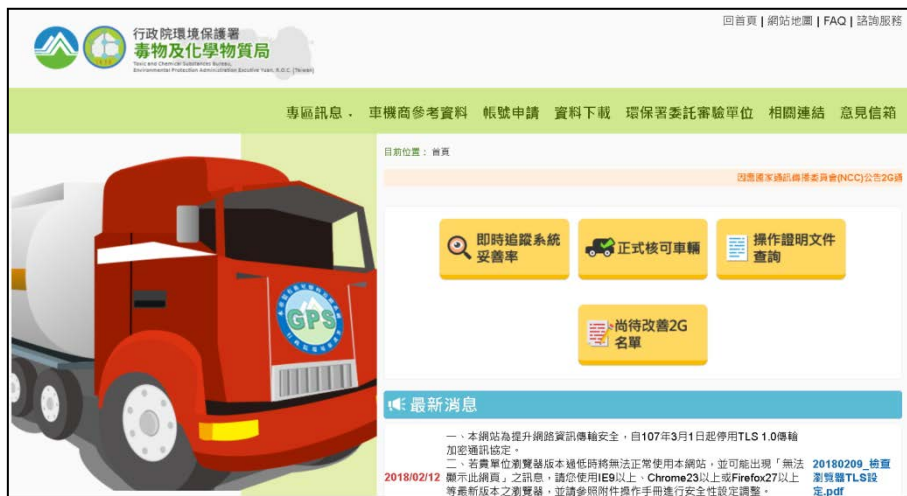 回首頁 | 網站地圖 | FAQ | 諮詢服務
行政院環境保護署
毒物及化學物質局
Toxic and Chemical Substances Bureau,
Environmental Protection Administration Executive Yuan, R.O.C. (Taiwan)
專區訊息 車機商參考資料 帳號申請 資料下載 環保署委託審驗單位 相關連結 意見信箱
目前位置： 首頁
因應國家通訊傳播委員會(NCC)公告2G通
即時追蹤系統
妥善率
正式核可車輛
操作證明文件
查詢
尚待改善2G
名單
GPS
最新消息
一、本網站為提升網路資訊傳輸安全，自107年3月1日起停用TLS 1.0傳輸
加密通訊協定。
二、若貴單位瀏覽器版本過低時將無法正常使用本網站，並可能出現「無法
2018/02/12 顯示此網頁」之訊息，請您使用IE9以上、Chrome23以上或Firefox27以上
等最新版本之瀏覽器，並請參照附件操作手冊進行安全性設定調整。
20180209_檢查
瀏覽器TLS設
定.pdf